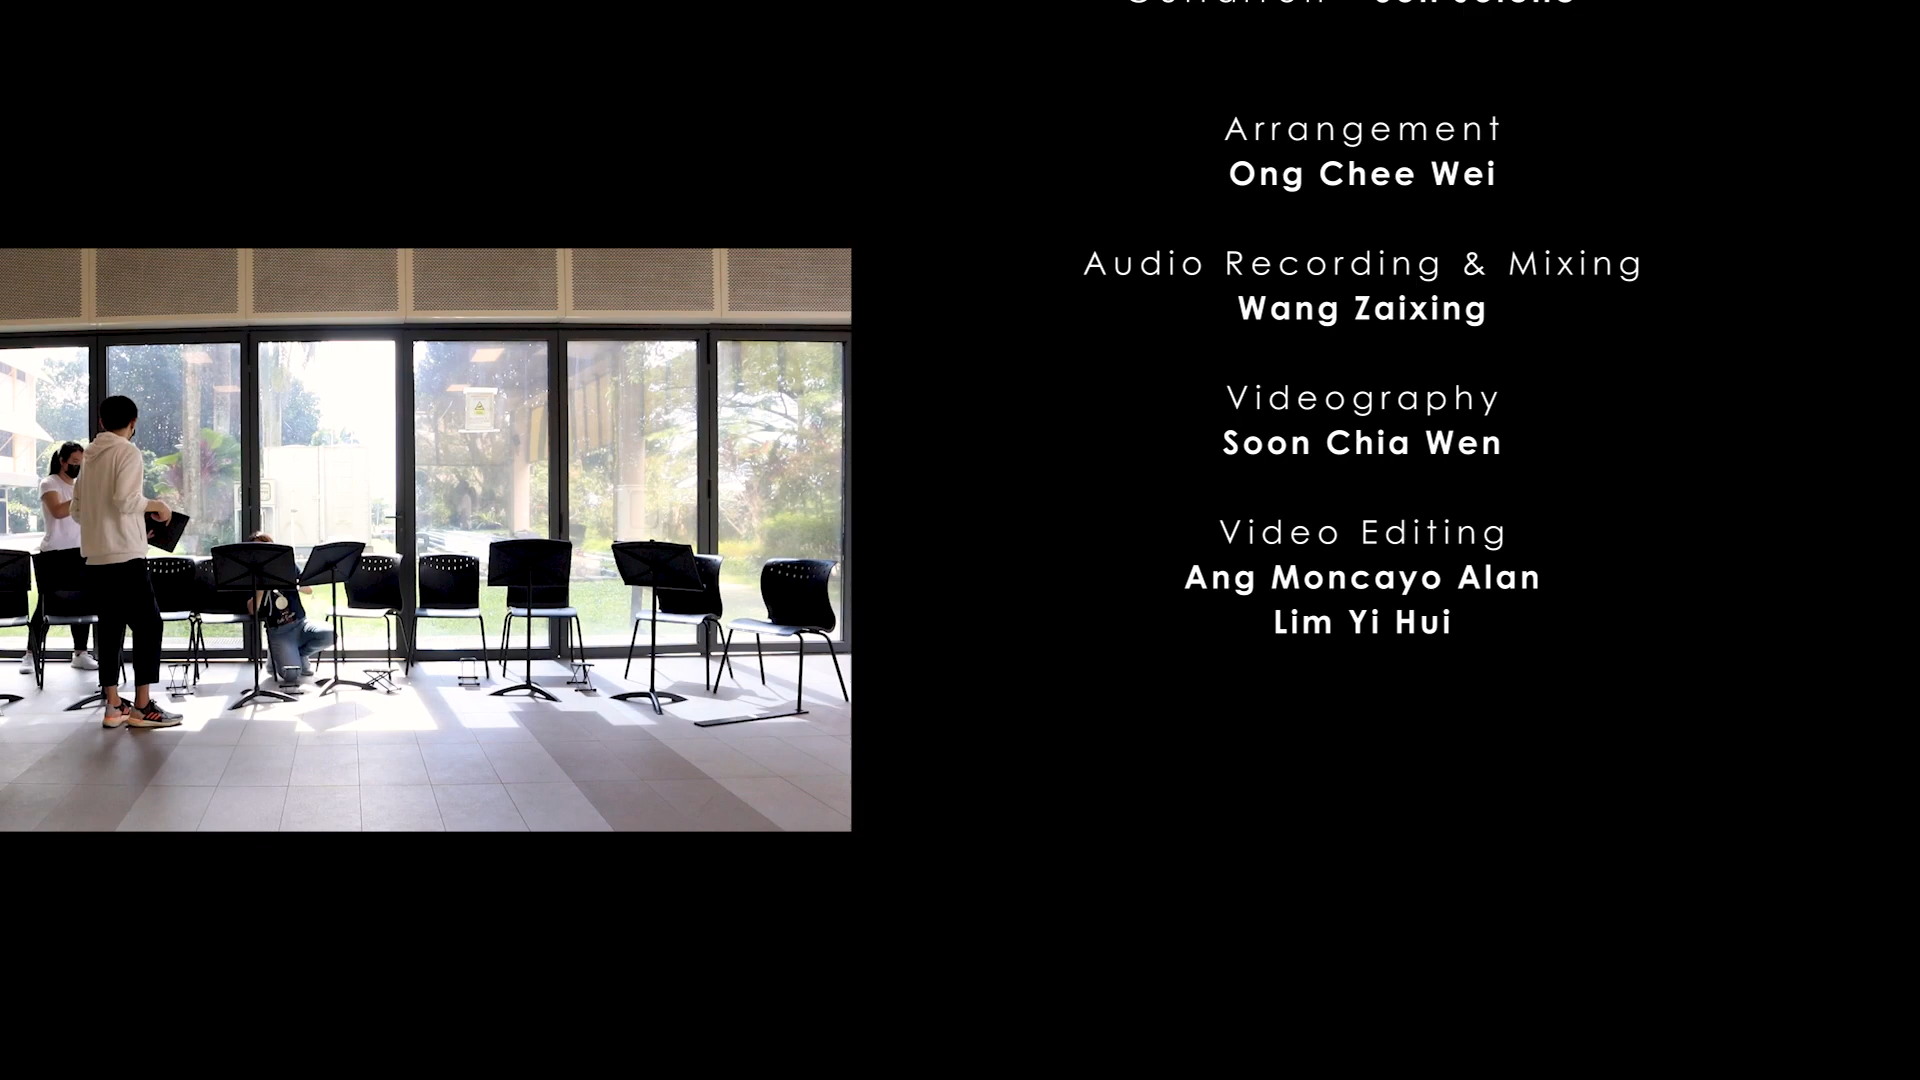 Arrangement
Ong Chee Wei
Audio Recording & Mixing
Wang Zaixing
Videography
Soon Chia Wen
Video Editing
Ang Moncayo Alan
Lim Yi Hui